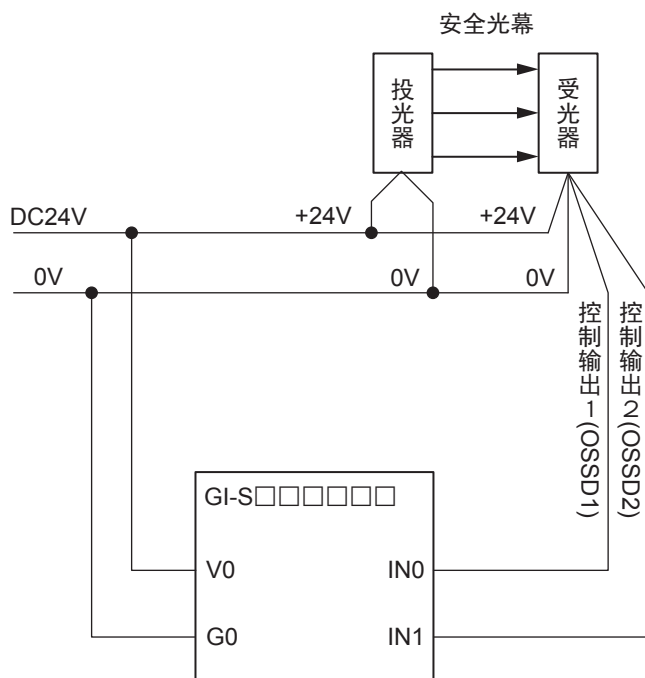 安全光幕
投光器
受光器
DC24V
+24V
+24V
0V
0V
0V
控制输出1(OSSD1)
控制输出2(OSSD2)
GI-S□□□□□□
V0
IN0
G0
IN1